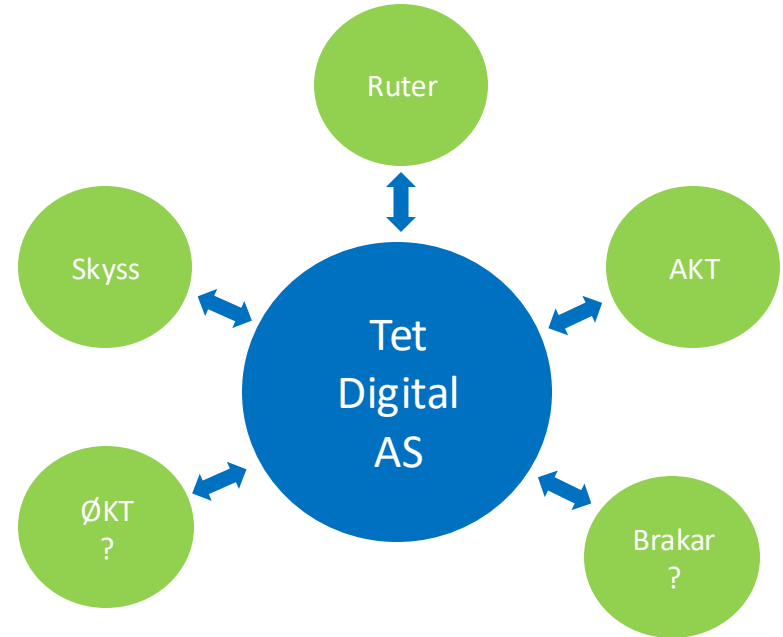 Ruter
Skyss
AKT
Tet
Digital
AS
ØKT
?
Brakar
?